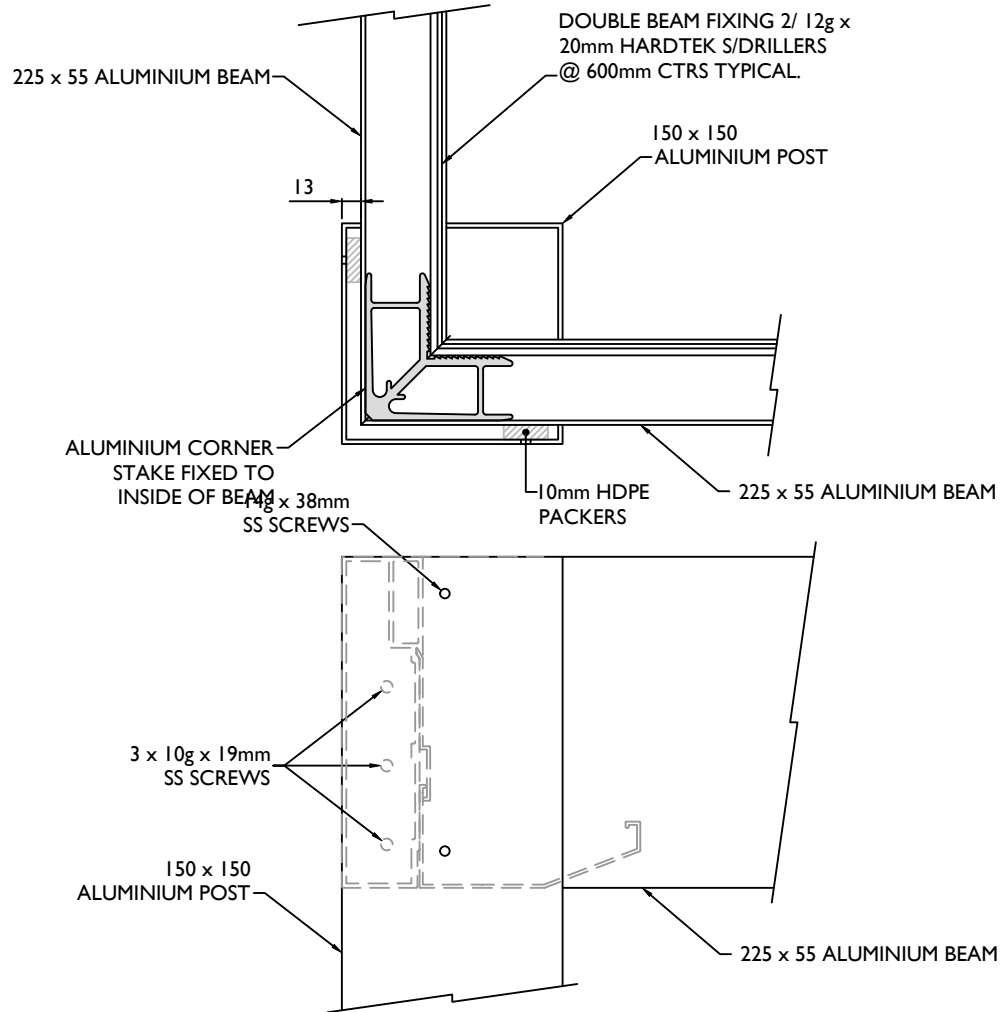 DOUBLE BEAM FIXING 2/ 12g x
20mm HARDTEK S/DRILLERS
@ 600mm CTRS TYPICAL.
225 x 55 ALUMINIUM BEAM
150 x 150
ALUMINIUM POST
13
ALUMINIUM CORNER
STAKE FIXED TO
INSIDE OF BEAM
10mm HDPE
PACKERS
225 x 55 ALUMINIUM BEAM
14g x 38mm
SS SCREWS
3 x 10g x 19mm
SS SCREWS
150 x 150
ALUMINIUM POST
225 x 55 ALUMINIUM BEAM